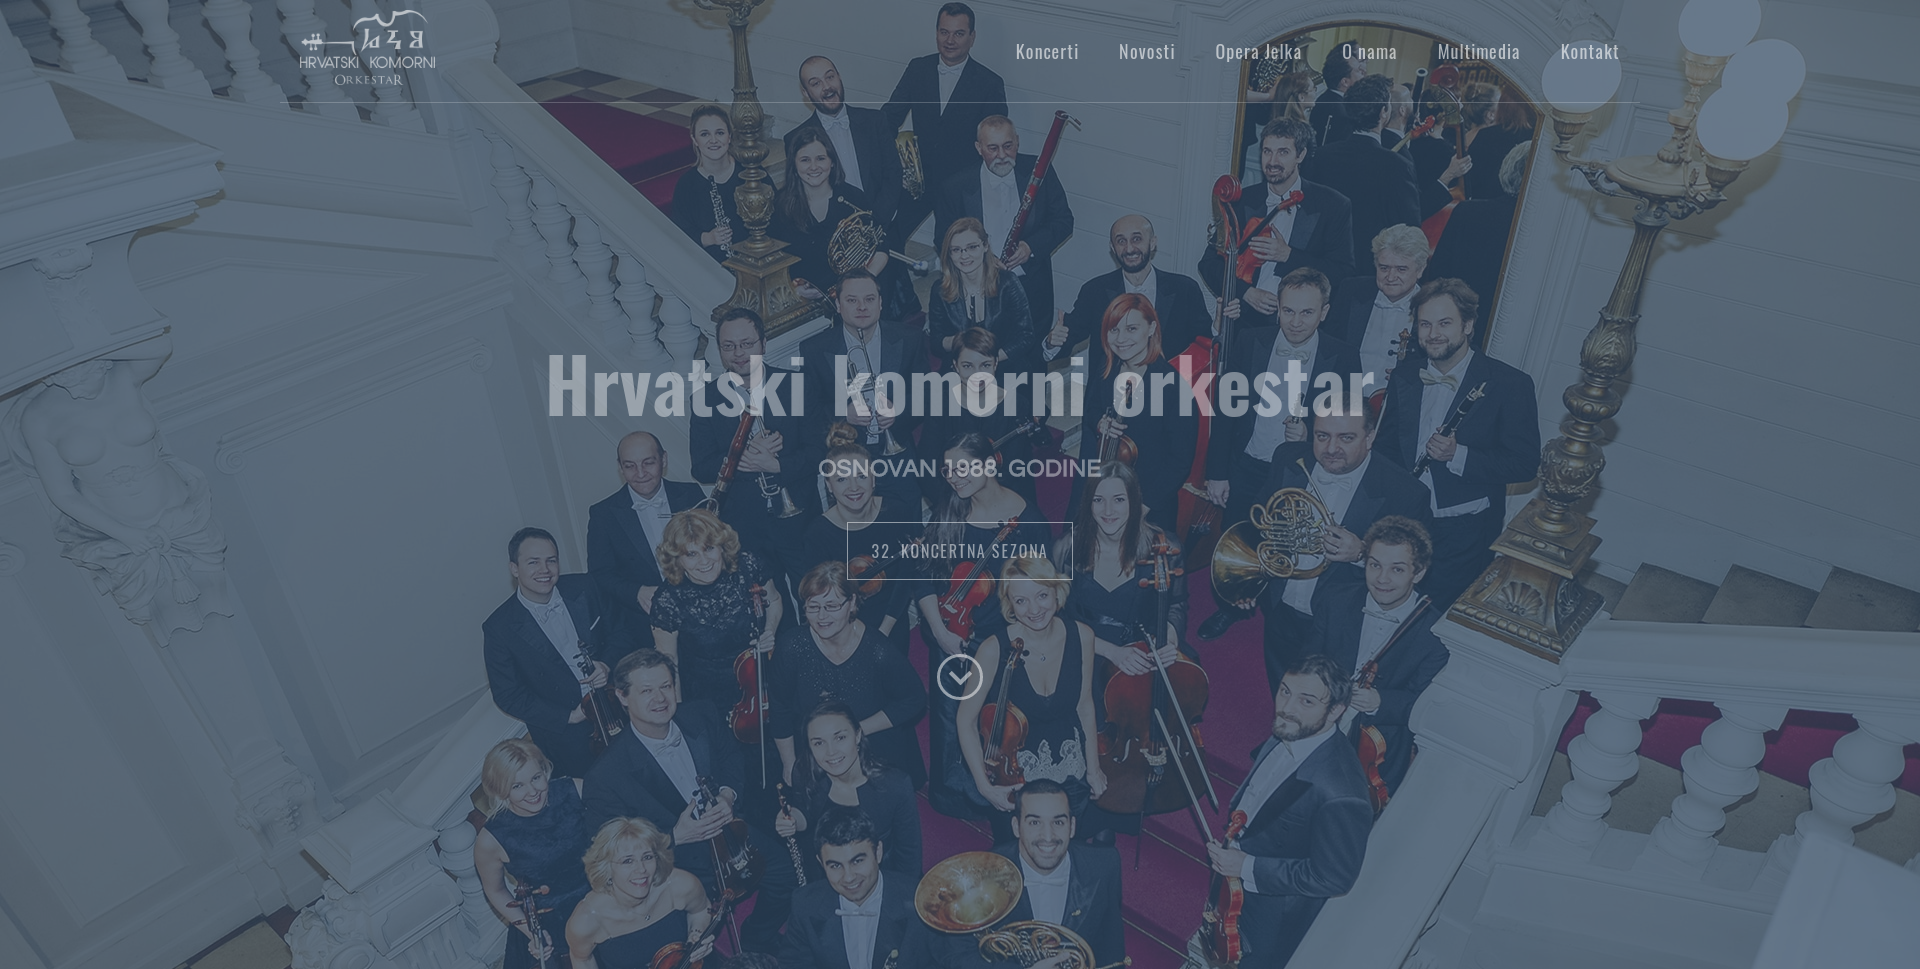 HRVATSKI KOMORNI
ORKESTAR
Koncerti Novosti Opera Jelka O nama Multimedia Kontakt
Hrvatski komorni orkestar
OSNOVAN 1988. GODINE
32. KONCERTNA SEZONA